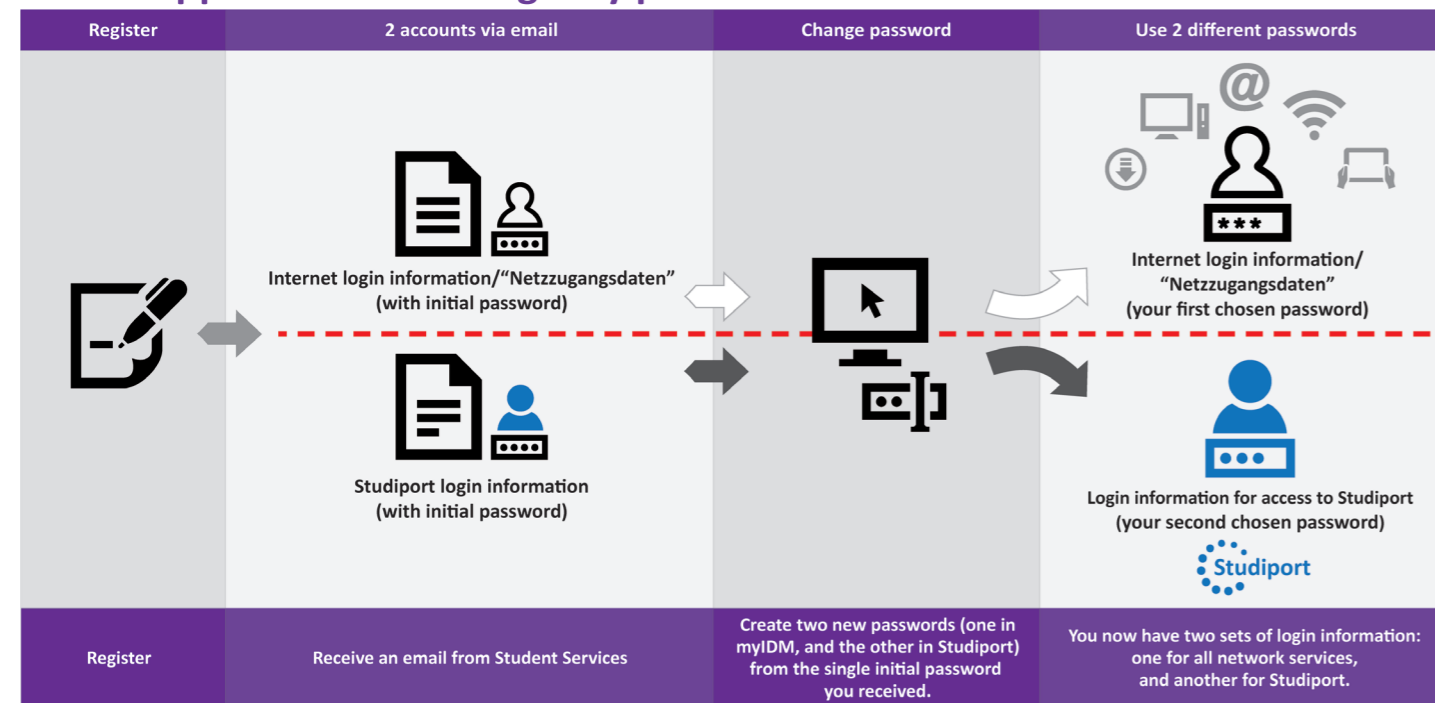 Register
2 accounts via email
Change password
Use 2 different passwords
@
***
Internet login information/“Netzzugangsdaten”
(with initial password)
Internet login information/
“Netzzugangsdaten”
(your first chosen password)
Studiport login information
(with initial password)
Login information for access to Studiport
(your second chosen password)
Studiport
Register
Receive an email from Student Services
Create two new passwords (one in
myIDM, and the other in Studiport)
from the single initial password
you received.
You now have two sets of login information:
one for all network services,
and another for Studiport.